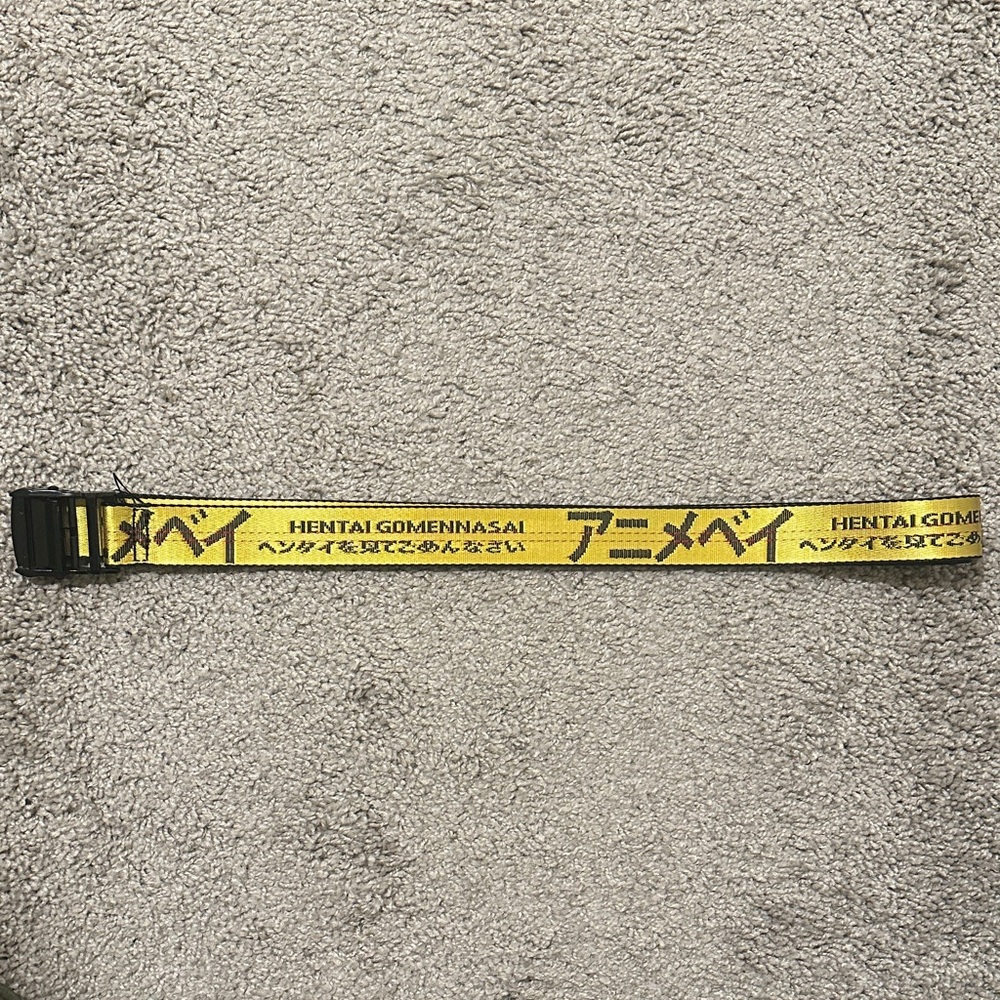 メベイ
HENTAI GOMENNASAI
ヘンタイを見てごめんなさい
アニメベイ
HENTAI GOME
ヘンタイを見てごめ